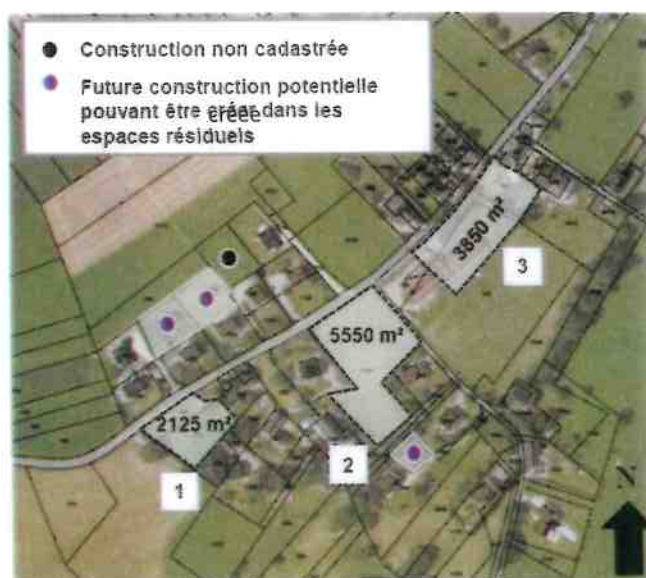 Construction non cadastrée
Future construction potentielle
pouvant être créer dans les
créée
espaces résiduels
3850 m²
3
5550 m²
2125 m²
2
1
N